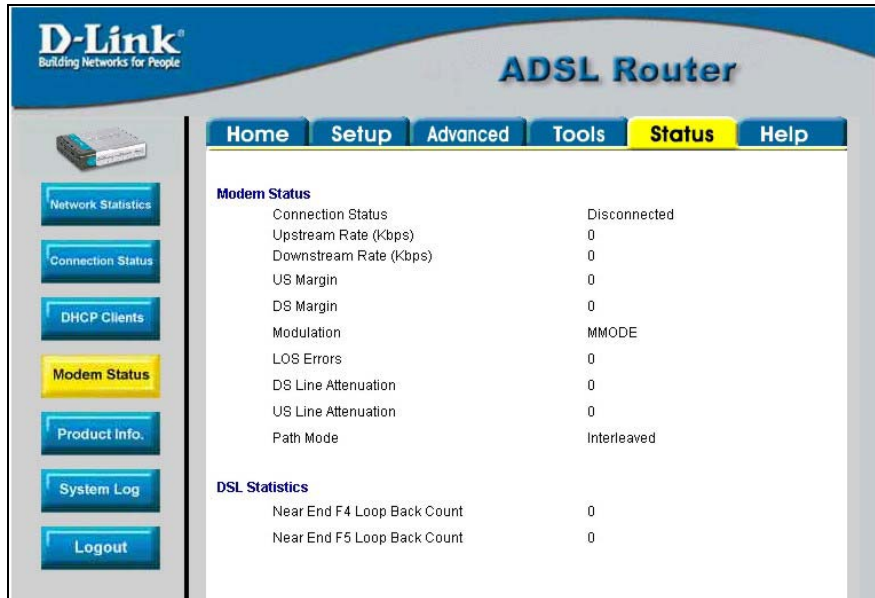 D-Link®
Building Networks for People
ADSL Router
Home Setup Advanced Tools Status Help
Network Statistics
Connection Status
DHCP Clients
Modem Status
Product Info.
System Log
Logout
Modem Status
Connection Status Disconnected
Upstream Rate (Kbps) 0
Downstream Rate (Kbps) 0
US Margin 0
DS Margin 0
Modulation MMODE
LOS Errors 0
DS Line Attenuation 0
US Line Attenuation 0
Path Mode Interleaved
DSL Statistics
Near End F4 Loop Back Count 0
Near End F5 Loop Back Count 0